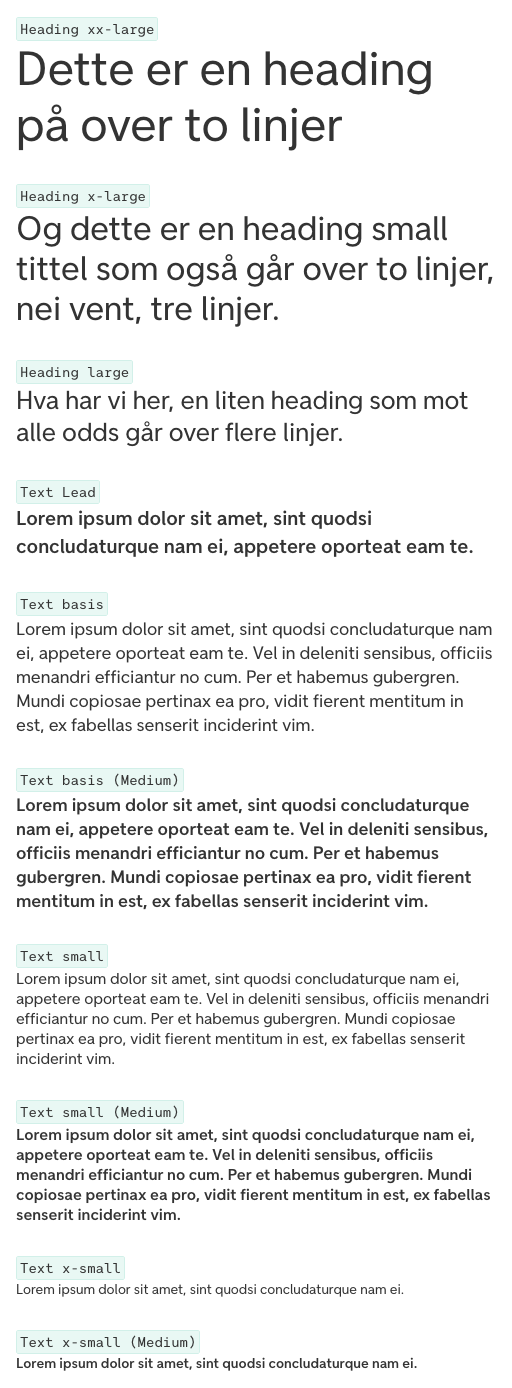 Heading xx-large
Dette er en heading
på over to linjer
Heading x-large
Og dette er en heading small
tittel som også går over to linjer,
nei vent, tre linjer.
Heading large
Hva har vi her, en liten heading som mot
alle odds går over flere linjer.
Text Lead
Lorem ipsum dolor sit amet, sint quodsi
concludaturque nam ei, appetere oporteat eam te.
Text basis
Lorem ipsum dolor sit amet, sint quodsi concludaturque nam
ei, appetere oporteat eam te. Vel in deleniti sensibus, officiis
menandri efficiantur no cum. Per et habemus gubergren.
Mundi copiosae pertinax ea pro, vidit fierent mentitum in
est, ex fabellas senserit inciderint vim.
Text basis (Medium)
Lorem ipsum dolor sit amet, sint quodsi concludaturque
nam ei, appetere oporteat eam te. Vel in deleniti sensibus,
officiis menandri efficiantur no cum. Per et habemus
gubergren. Mundi copiosae pertinax ea pro, vidit fierent
mentitum in est, ex fabellas senserit inciderint vim.
Text small
Lorem ipsum dolor sit amet, sint quodsi concludaturque nam ei,
appetere oporteat eam te. Vel in deleniti sensibus, officiis menandri
efficiantur no cum. Per et habemus gubergren. Mundi copiosae
pertinax ea pro, vidit fierent mentitum in est, ex fabellas senserit
inciderint vim.
Text small (Medium)
Lorem ipsum dolor sit amet, sint quodsi concludaturque nam ei,
appetere oporteat eam te. Vel in deleniti sensibus, officiis
menandri efficiantur no cum. Per et habemus gubergren. Mundi
copiosae pertinax ea pro, vidit fierent mentitum in est, ex fabellas
senserit inciderint vim.
Text x-small
Lorem ipsum dolor sit amet, sint quodsi concludaturque nam ei.
Text x-small (Medium)
Lorem ipsum dolor sit amet, sint quodsi concludaturque nam ei.